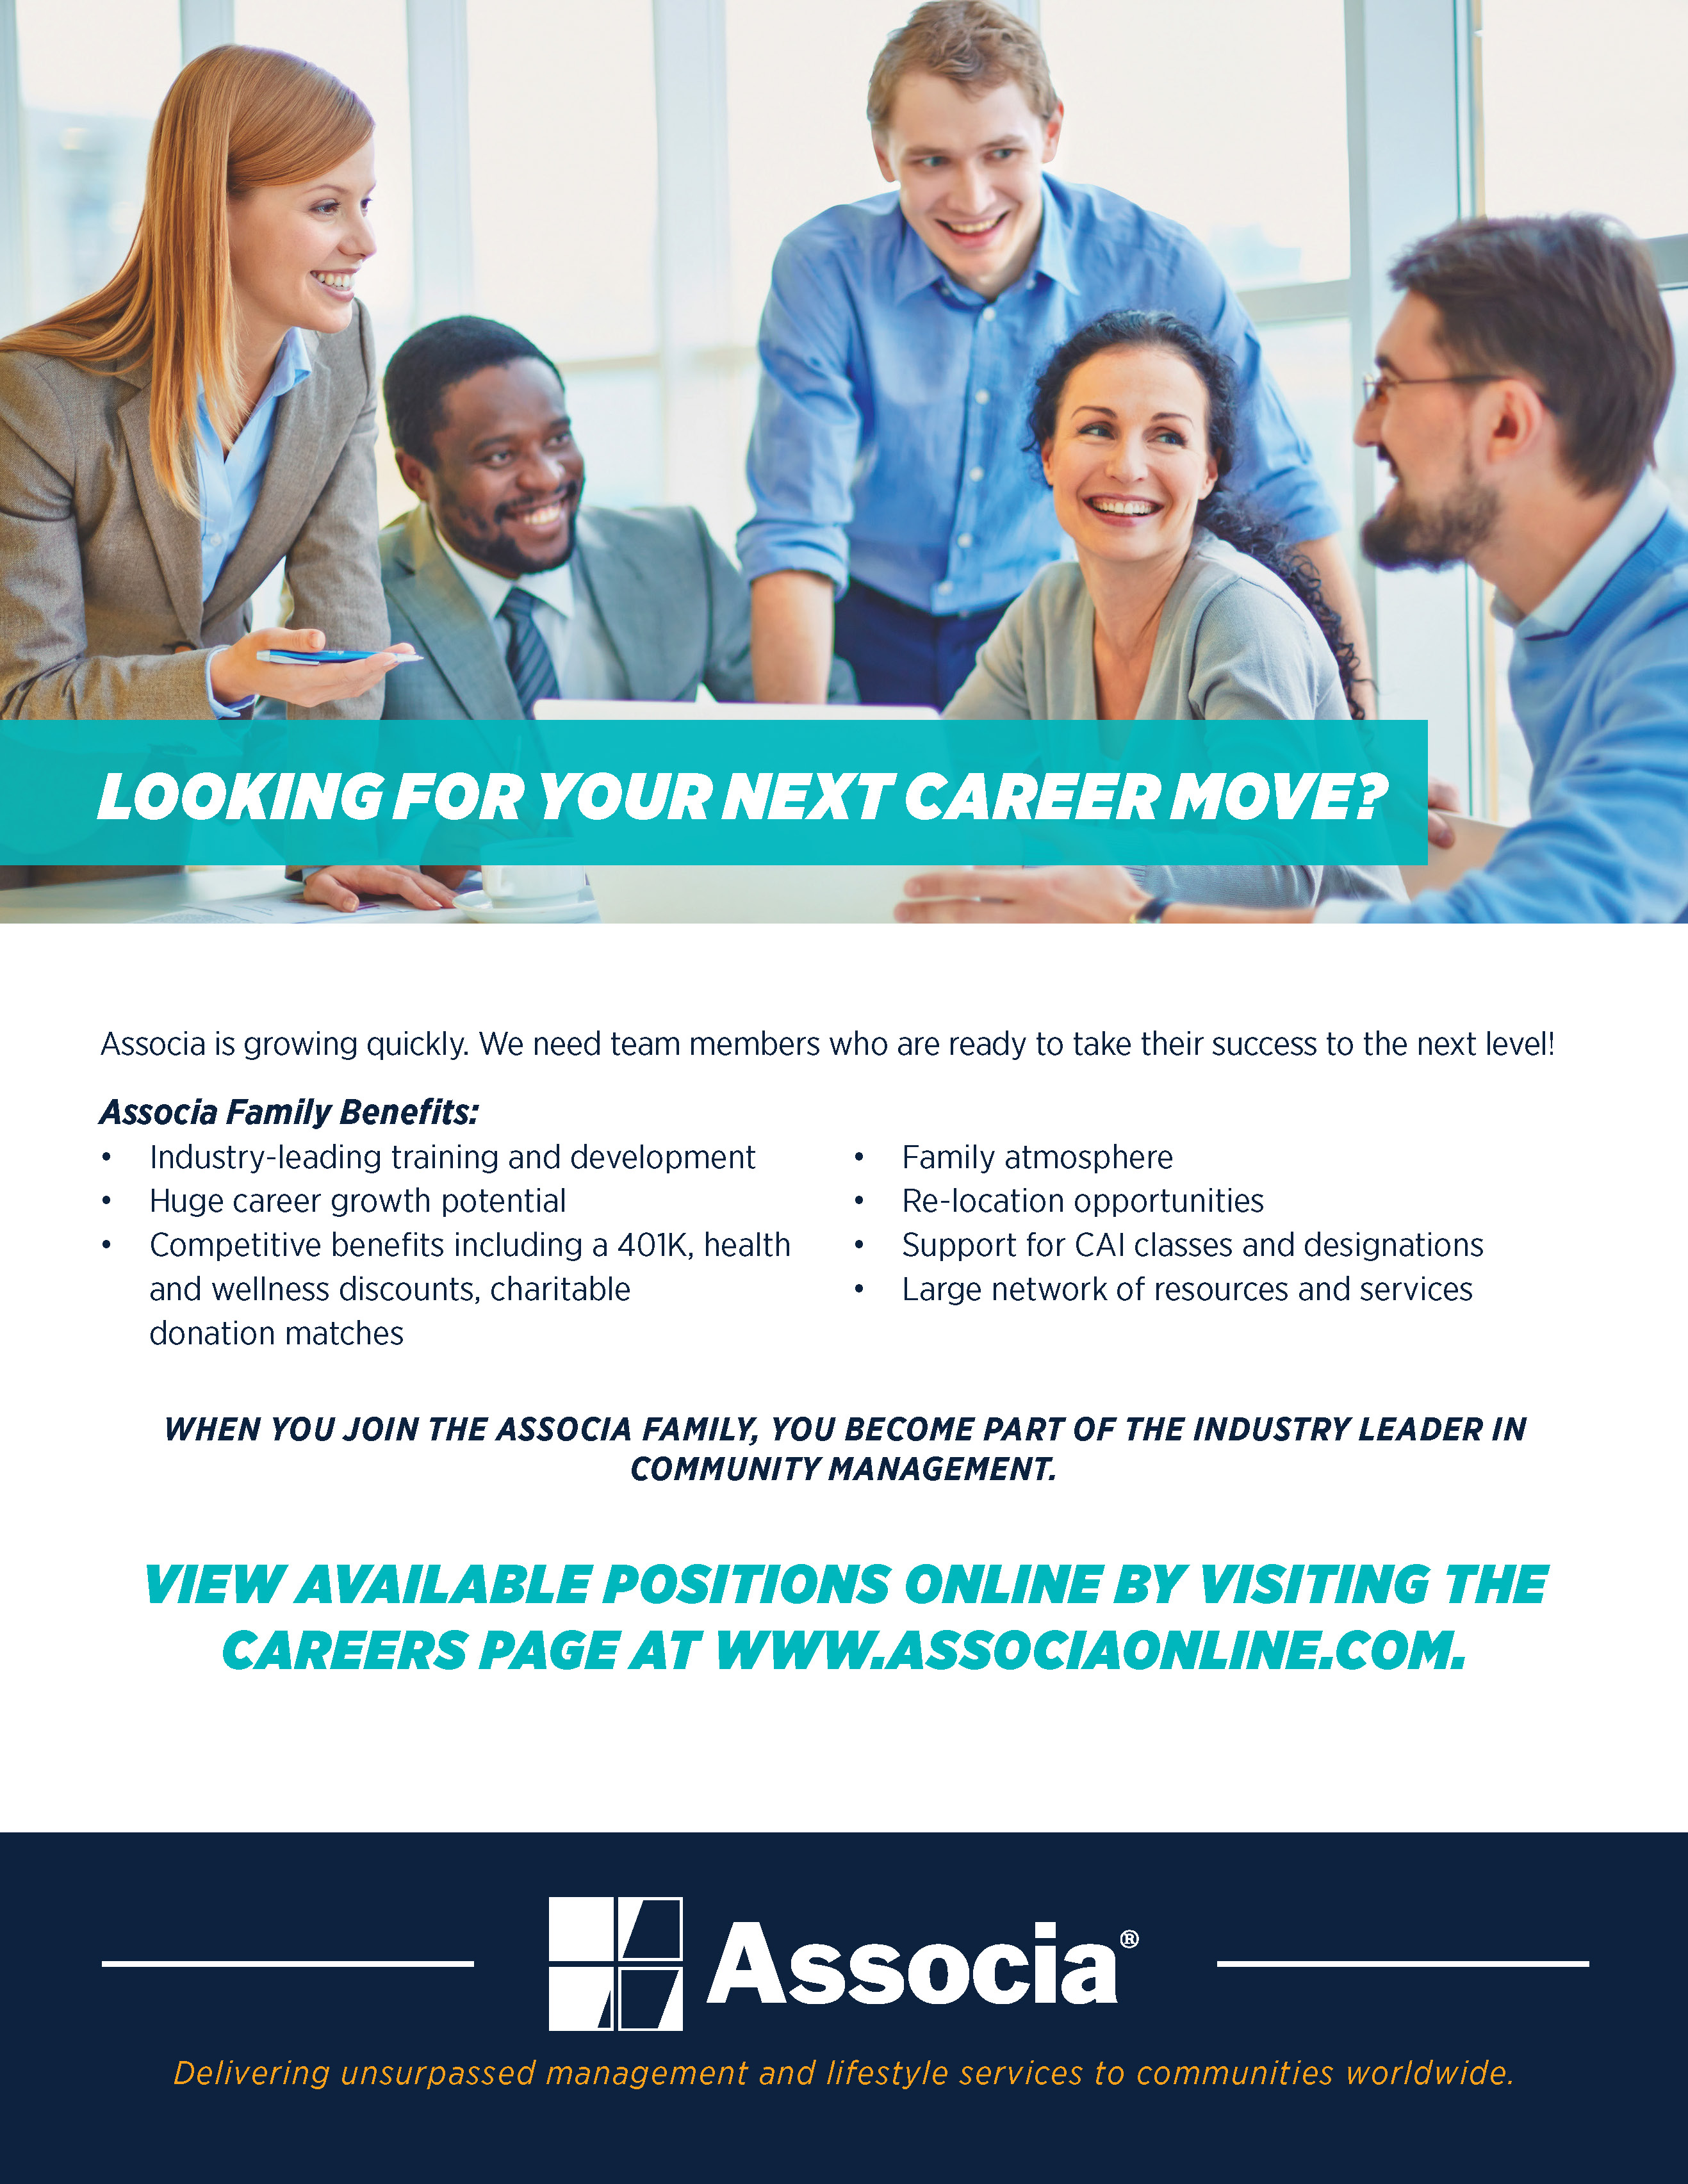 LOOKING FOR YOUR NEXT CAREER MOVE?
Associa is growing quickly. We need team members who are ready to take their success to the next level!
Associa Family Benefits:
• Industry-leading training and development
• Huge career growth potential
• Competitive benefits including a 401K, health
and wellness discounts, charitable
donation matches
• Family atmosphere
• Re-location opportunities
• Support for CAI classes and designations
• Large network of resources and services
WHEN YOU JOIN THE ASSOCIA FAMILY, YOU BECOME PART OF THE INDUSTRY LEADER IN
COMMUNITY MANAGEMENT.
VIEW AVAILABLE POSITIONS ONLINE BY VISITING THE
CAREERS PAGE AT WWW.ASSOCIAONLINE.COM.
Associa®
Delivering unsurpassed management and lifestyle services to communities worldwide.